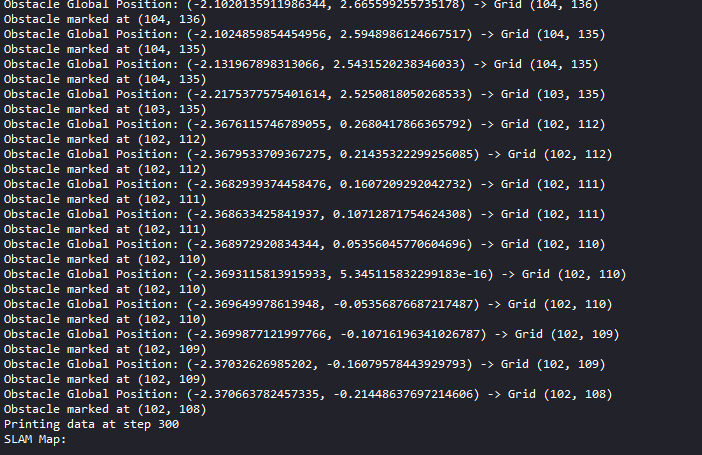 Obstacle Global Position: (-2.1020135911986344, 2.665599255735178) -> Grid (104, 136)
Obstacle marked at (104, 136)
Obstacle Global Position: (-2.1024859854454956, 2.5948986124667517) -> Grid (104, 135)
Obstacle marked at (104, 135)
Obstacle Global Position: (-2.131967898313066, 2.5431520238346033) -> Grid (104, 135)
Obstacle marked at (104, 135)
Obstacle Global Position: (-2.2175377575401614, 2.5250818050268533) -> Grid (103, 135)
Obstacle marked at (103, 135)
Obstacle Global Position: (-2.3676115746789055, 0.2680417866365792) -> Grid (102, 112)
Obstacle marked at (102, 112)
Obstacle Global Position: (-2.3679533709367275, 0.21435322299256085) -> Grid (102, 112)
Obstacle marked at (102, 112)
Obstacle Global Position: (-2.3682939374458476, 0.1607209292042732) -> Grid (102, 111)
Obstacle marked at (102, 111)
Obstacle Global Position: (-2.368633425841937, 0.10712871754624308) -> Grid (102, 111)
Obstacle marked at (102, 111)
Obstacle Global Position: (-2.368972920834344, 0.05356045770604696) -> Grid (102, 110)
Obstacle marked at (102, 110)
Obstacle Global Position: (-2.3693115813915933, 5.345115832299183e-16) -> Grid (102, 110)
Obstacle marked at (102, 110)
Obstacle Global Position: (-2.369649978613948, -0.05356876687217487) -> Grid (102, 110)
Obstacle marked at (102, 110)
Obstacle Global Position: (-2.3699877121997766, -0.10716196341026787) -> Grid (102, 109)
Obstacle marked at (102, 109)
Obstacle Global Position: (-2.37032626985202, -0.16079578443929793) -> Grid (102, 109)
Obstacle marked at (102, 109)
Obstacle Global Position: (-2.370663782457335, -0.21448637697214606) -> Grid (102, 108)
Obstacle marked at (102, 108)
Printing data at step 300
SLAM Map: